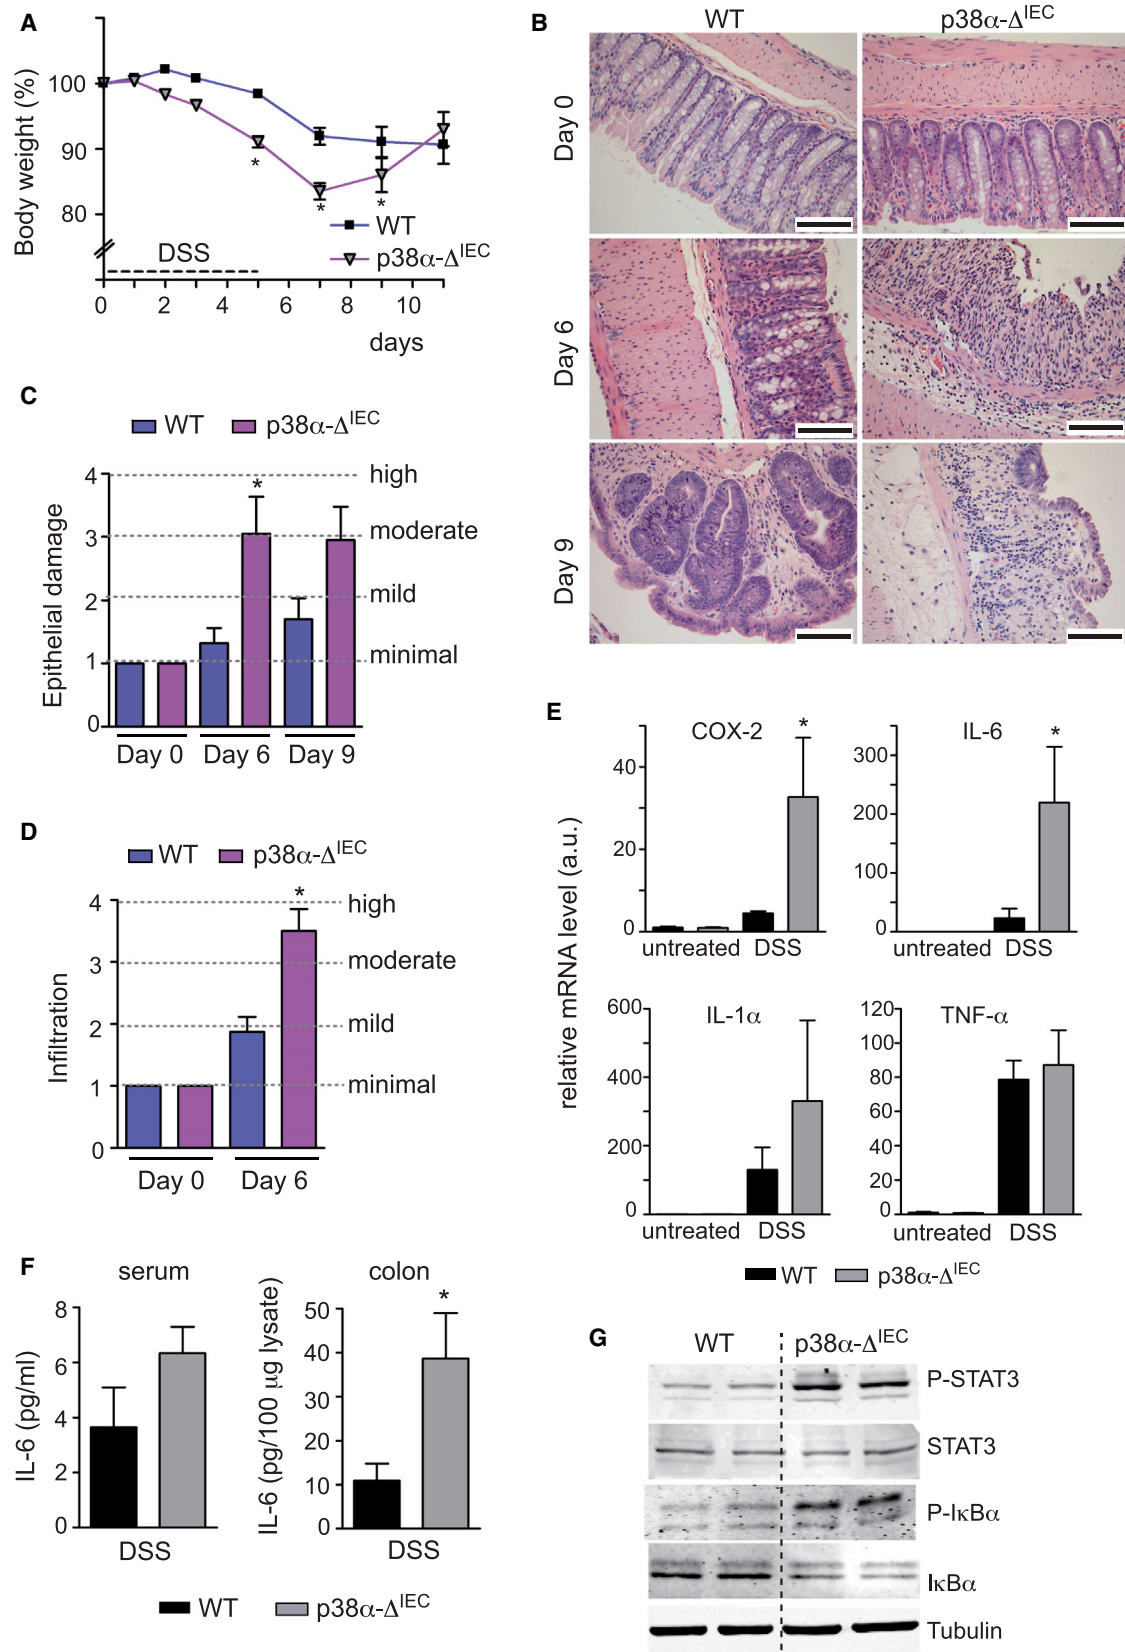 A
Body weight (%)
100
90
80
*
*
*
WT
p38α-Δ^IEC
DSS
0 2 4 6 8 10
days
B
WT p38α-Δ^IEC
Day 0
Day 6
Day 9
C
WT p38α-Δ^IEC
Epithelial damage
4
3
2
1
0
*
high
moderate
mild
minimal
Day 0 Day 6 Day 9
D
WT p38α-Δ^IEC
Infiltration
4
3
2
1
0
*
high
moderate
mild
minimal
Day 0 Day 6
E
relative mRNA level (a.u.)
COX-2
*
40
20
0
untreated DSS
IL-6
*
300
200
100
0
untreated DSS
IL-1α
600
400
200
0
untreated DSS
TNF-α
120
100
80
60
40
20
0
untreated DSS
WT p38α-Δ^IEC
F
serum
IL-6 (pg/ml)
8
6
4
2
0
DSS
colon
IL-6 (pg/100 µg lysate)
*
50
40
30
20
10
0
DSS
WT p38α-Δ^IEC
G
WT p38α-Δ^IEC
P-STAT3
STAT3
P-IκBα
IκBα
Tubulin